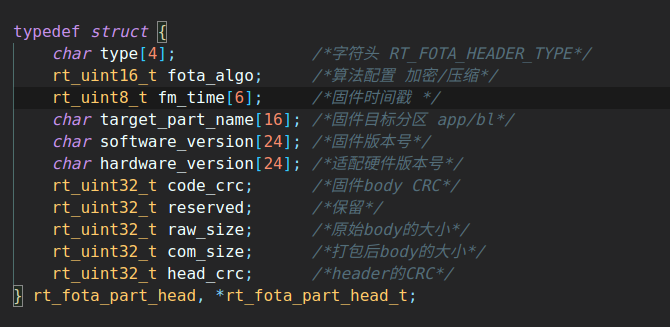 typedef struct {
char type[4]; /*字符头 RT_FOTA_HEADER_TYPE*/
rt_uint16_t fota_algo; /*算法配置 加密/压缩*/
rt_uint8_t fm_time[6]; /*固件时间戳 */
char target_part_name[16]; /*固件目标分区 app/bl*/
char software_version[24]; /*固件版本号*/
char hardware_version[24]; /*适配硬件版本号*/
rt_uint32_t code_crc; /*固件body CRC*/
rt_uint32_t reserved; /*保留*/
rt_uint32_t raw_size; /*原始body的大小*/
rt_uint32_t com_size; /*打包后body的大小*/
rt_uint32_t head_crc; /*header的CRC*/
} rt_fota_part_head, *rt_fota_part_head_t;